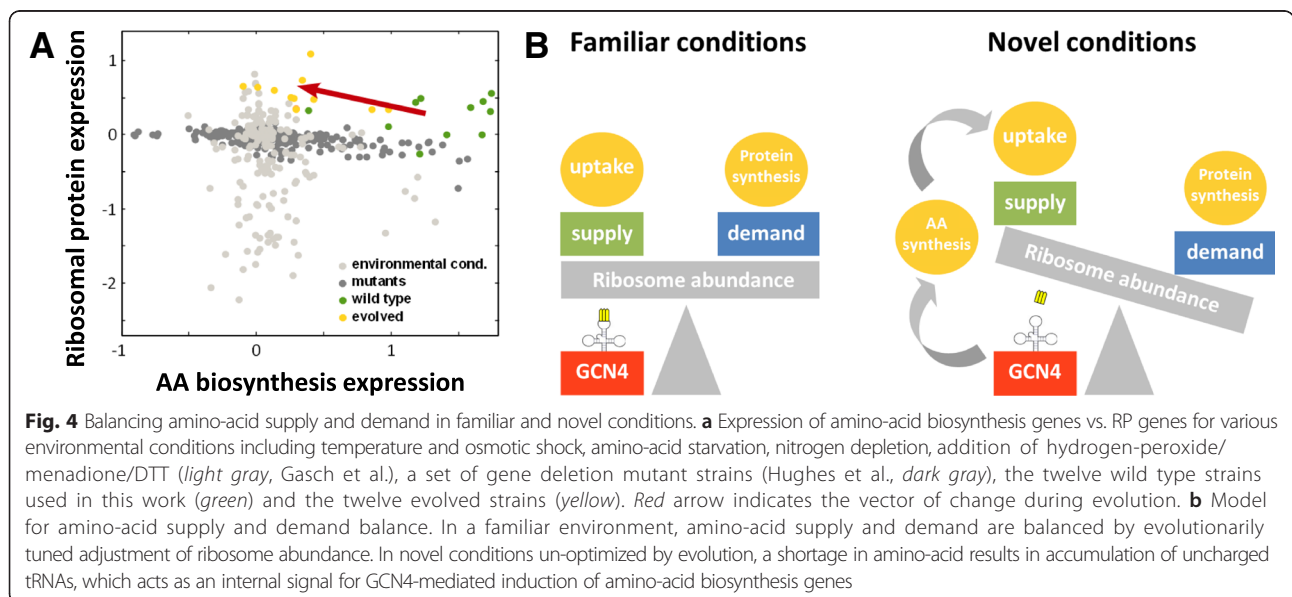 A
B
Familiar conditions
Novel conditions
Ribosomal protein expression
1
0
-1
-2
-1
0
1
AA biosynthesis expression
environmental cond.
mutants
wild type
evolved
uptake
Protein
synthesis
supply
demand
Ribosome abundance
GCN4
uptake
supply
AA
synthesis
Protein
synthesis
demand
Ribosome abundance
GCN4
Fig. 4 Balancing amino-acid supply and demand in familiar and novel conditions. a Expression of amino-acid biosynthesis genes vs. RP genes for various
environmental conditions including temperature and osmotic shock, amino-acid starvation, nitrogen depletion, addition of hydrogen-peroxide/
menadione/DTT (light gray, Gasch et al.), a set of gene deletion mutant strains (Hughes et al., dark gray), the twelve wild type strains
used in this work (green) and the twelve evolved strains (yellow). Red arrow indicates the vector of change during evolution. b Model
for amino-acid supply and demand balance. In a familiar environment, amino-acid supply and demand are balanced by evolutionarily
tuned adjustment of ribosome abundance. In novel conditions un-optimized by evolution, a shortage in amino-acid results in accumulation of uncharged
tRNAs, which acts as an internal signal for GCN4-mediated induction of amino-acid biosynthesis genes